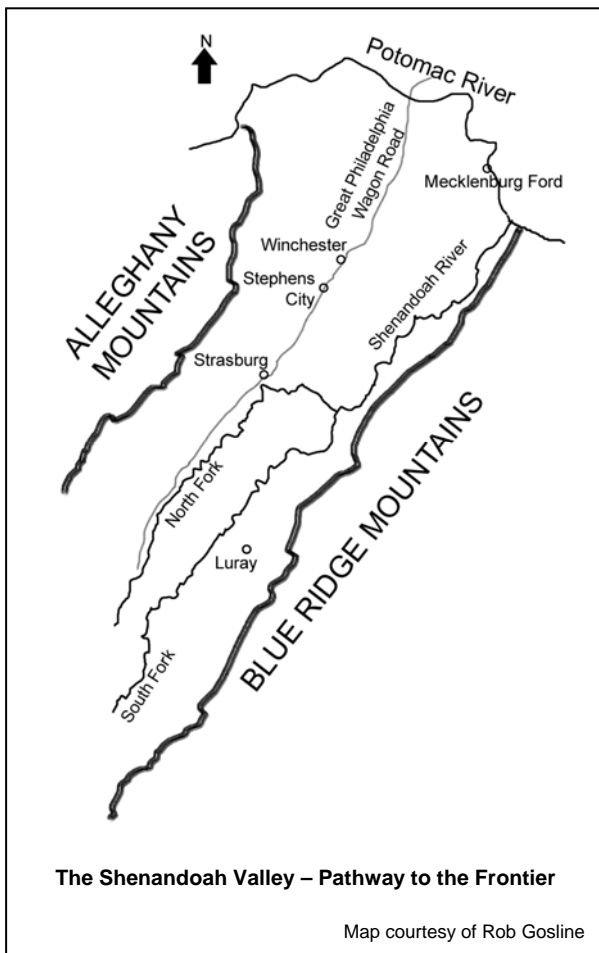 N
Potomac River
Great Philadelphia
Wagon Road
Mecklenburg Ford
ALLEGHANY
MOUNTAINS
Winchester
Stephens
City
Shenandoah River
Strasburg
North Fork
Luray
BLUE RIDGE MOUNTAINS
South Fork
The Shenandoah Valley – Pathway to the Frontier
Map courtesy of Rob Gosline